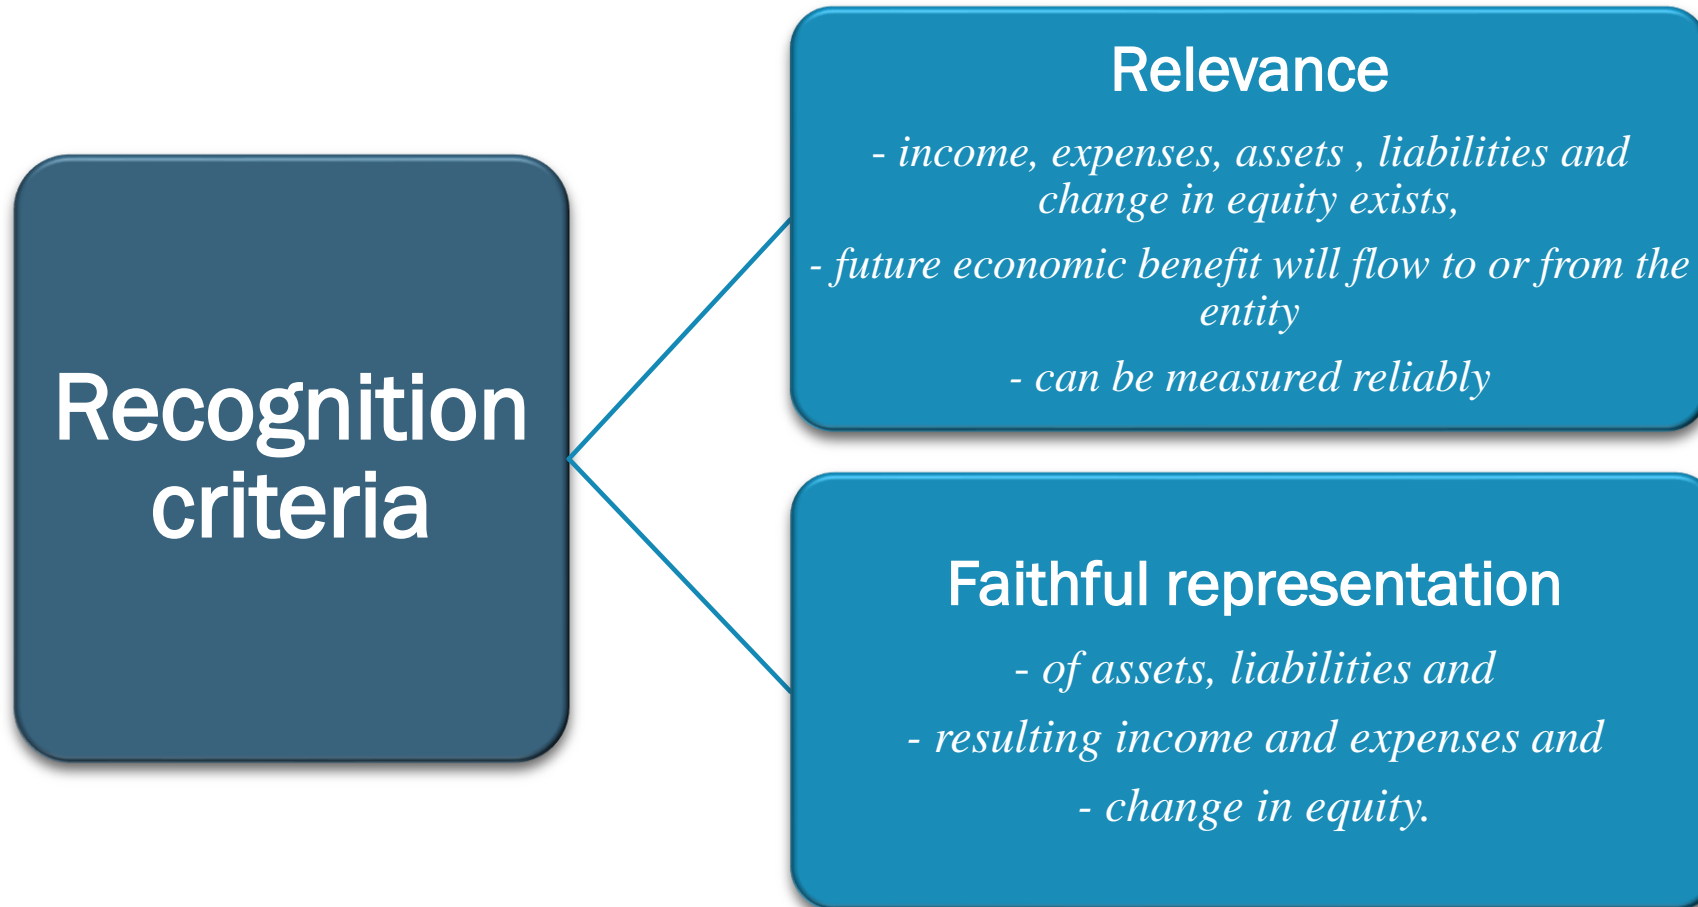 Recognition
criteria
Relevance
- income, expenses, assets , liabilities and
change in equity exists,
- future economic benefit will flow to or from the
entity
- can be measured reliably
Faithful representation
- of assets, liabilities and
- resulting income and expenses and
- change in equity.